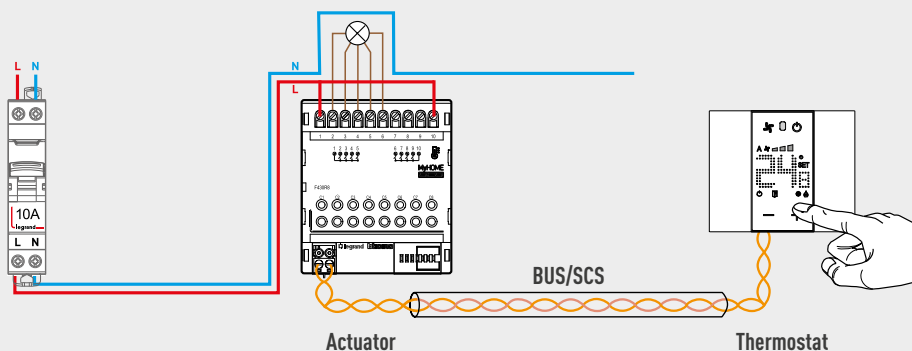 L N
10A
legrand
L N
N
L
1 2 3 4 5 6 7 8 9 10
1 2 3 4 5
6 7 8 9 10
MyHOME
F430R8
legrand
BUS/SCS
A
SET
Actuator
Thermostat